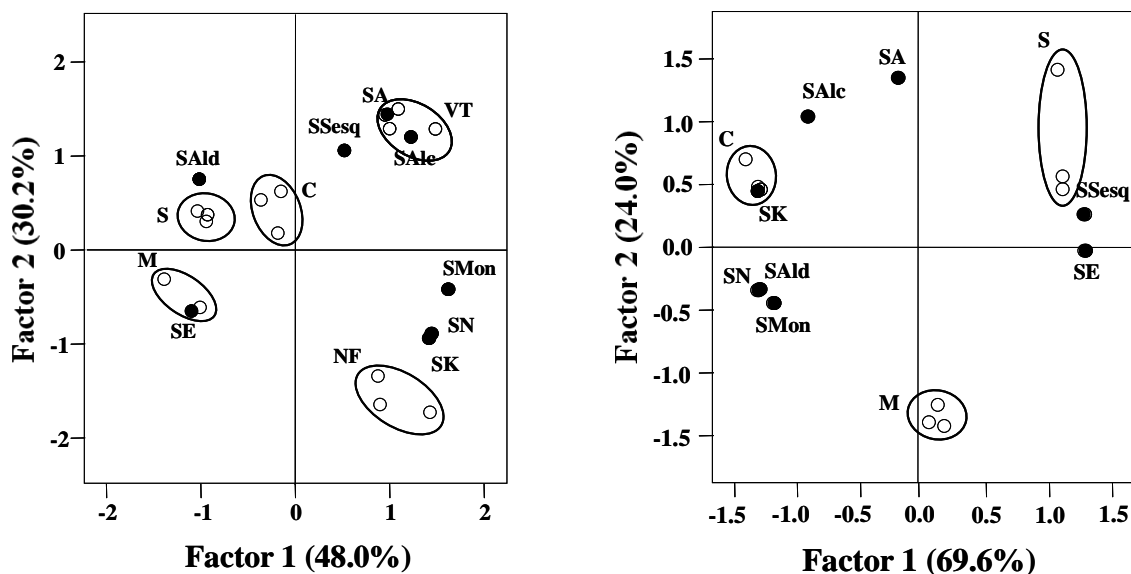 2
1
0
-1
-2
-2
-1
0
1
2
Factor 2 (30.2%)
Factor 1 (48.0%)
SA
VT
SSesq
SAlc
SAld
C
S
M
SE
SMon
SN
SK
NF
1.5
1.0
0.5
0.0
-0.5
-1.0
-1.5
-1.5
-1.0
-0.5
0.0
0.5
1.0
1.5
Factor 2 (24.0%)
Factor 1 (69.6%)
S
SA
SAlc
C
SK
SSesq
SE
SN
SAld
SMon
M